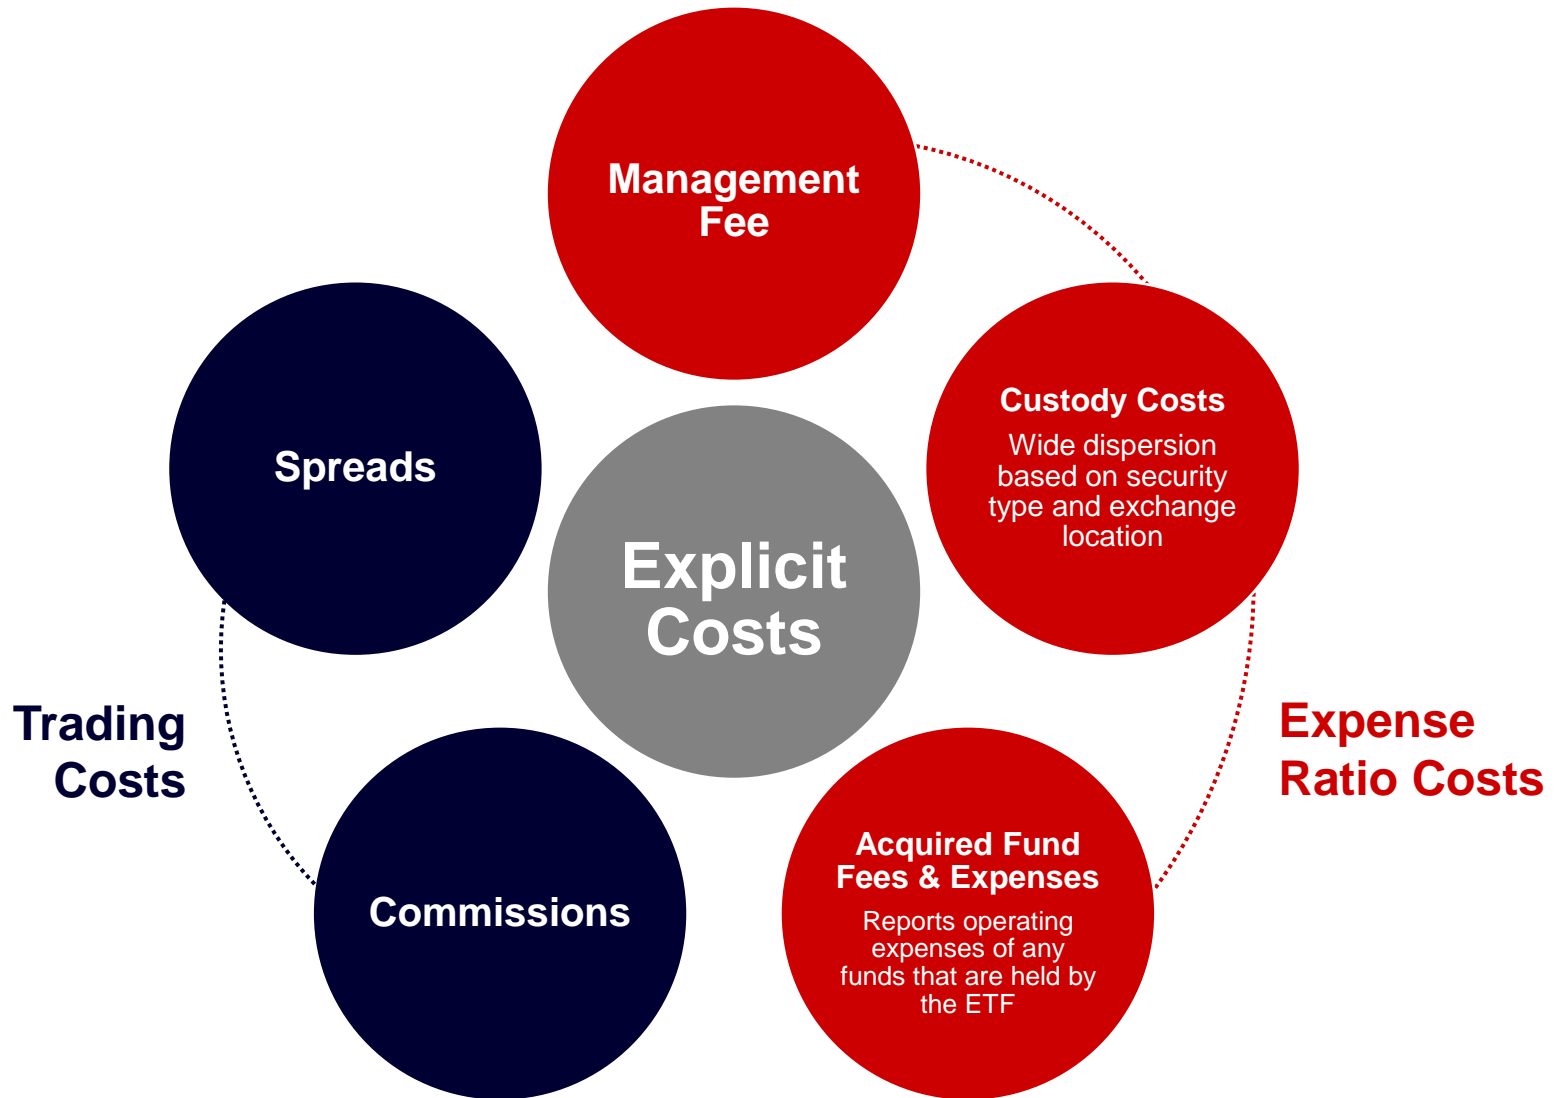 Management
Fee
Custody Costs
Wide dispersion
based on security
type and exchange
location
Spreads
Explicit
Costs
Trading
Costs
Expense
Ratio Costs
Acquired Fund
Fees & Expenses
Reports operating
expenses of any
funds that are held by
the ETF
Commissions